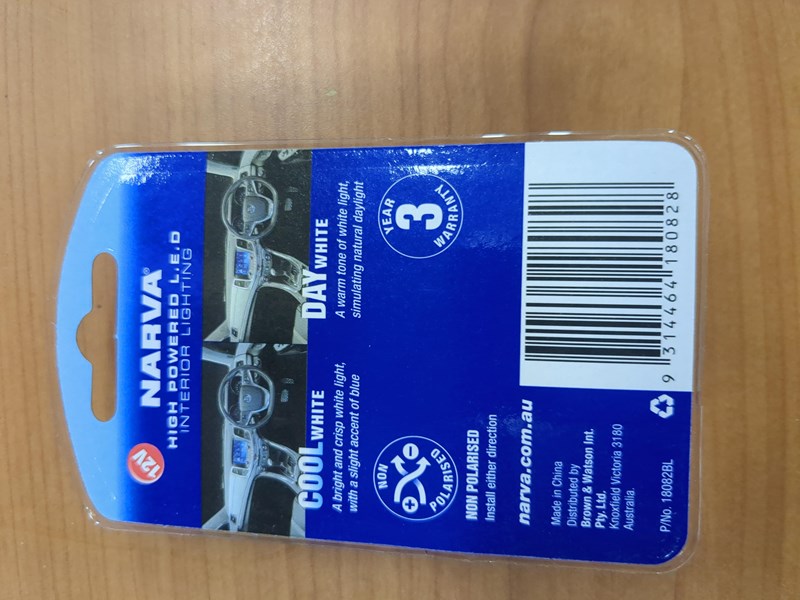 12V
NARVA®
HIGH POWERED L.E.D
INTERIOR LIGHTING
COOL WHITE
A bright and crisp white light,
with a slight accent of blue
DAY WHITE
A warm tone of white light,
simulating natural daylight
NON
POLARISED
3
YEAR
WARRANTY
NON POLARISED
Install either direction
narva.com.au
Made in China
Distributed by
Brown & Watson Int.
Pty. Ltd.
Knoxfield Victoria 3180
Australia.
P/No. 18082BL
9 314464 180828